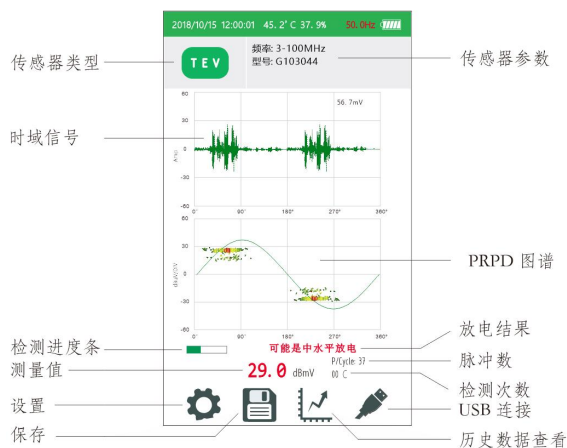 2018/10/15 12:00:01 45.2°C 37.9% 50.0Hz
传感器类型
TEV
频率: 3-100MHz
型号: G103044
传感器参数
60
56.7mV
时域信号
30
0
-30
-60
0° 90° 180° 270° 360°
60
30
PRPD 图谱
0
-30
-60
0° 90° 180° 270° 360°
检测进度条
可能是中水平放电
放电结果
测量值
29.0 dBmV
P/Cycle: 37
脉冲数
检测次数
设置
USB 连接
保存
历史数据查看